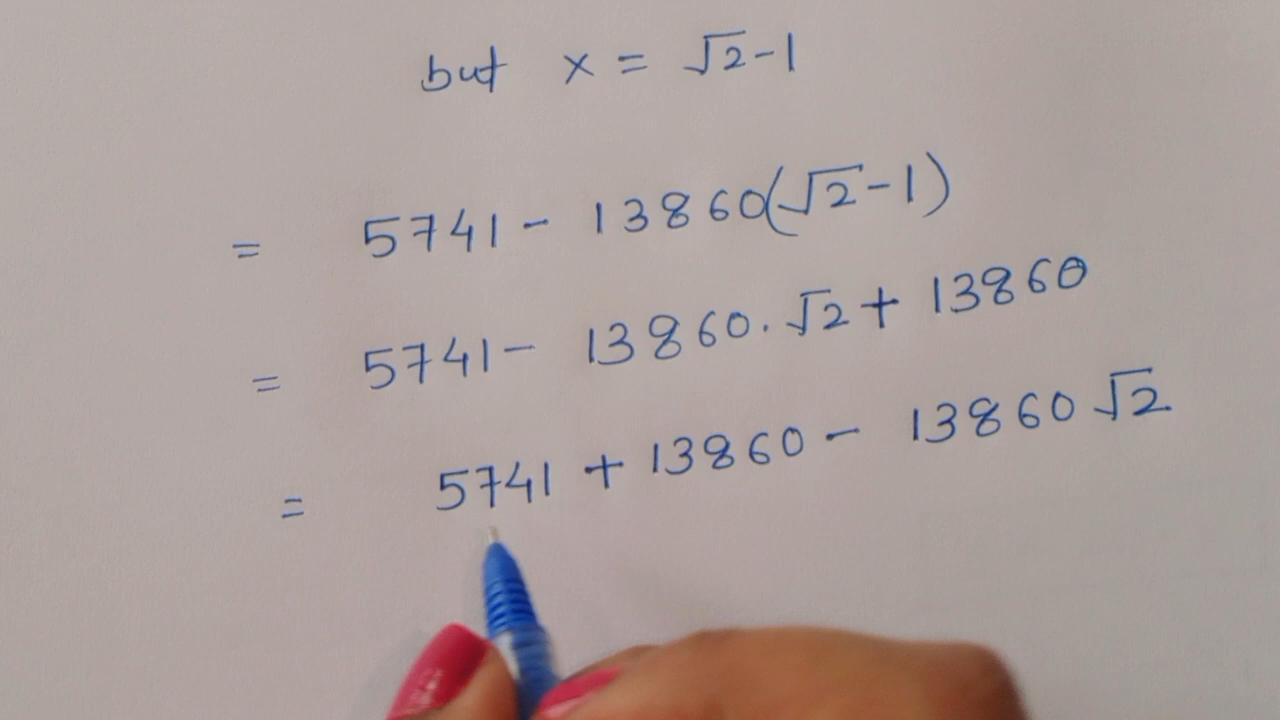 but x = √2-1
= 5741 - 13860(√2-1)
= 5741 - 13860.√2 + 13860
= 5741 + 13860 - 13860 √2